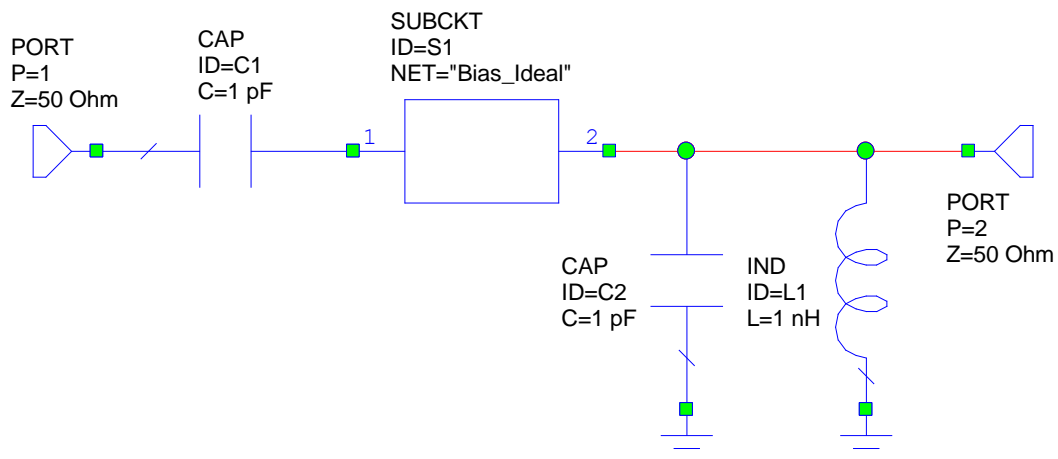 PORT
P=1
Z=50 Ohm
CAP
ID=C1
C=1 pF
SUBCKT
ID=S1
NET="Bias_Ideal"
1
2
CAP
ID=C2
C=1 pF
IND
ID=L1
L=1 nH
PORT
P=2
Z=50 Ohm